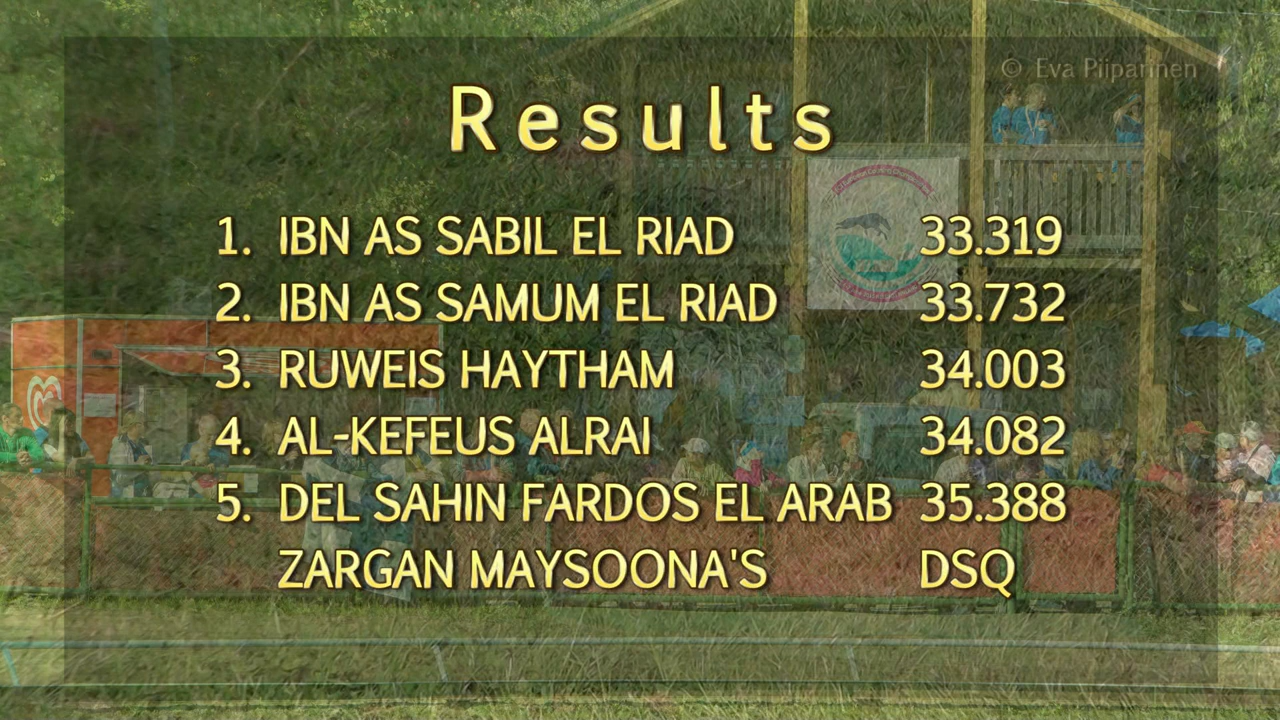 © Eva Piiparinen
Results
1. IBN AS SABIL EL RIAD 33.319
2. IBN AS SAMUM EL RIAD 33.732
3. RUWEIS HAYTHAM 34.003
4. AL-KEFEUS ALRAI 34.082
5. DEL SAHIN FARDOS EL ARAB 35.388
ZARGAN MAYSOONA'S DSQ